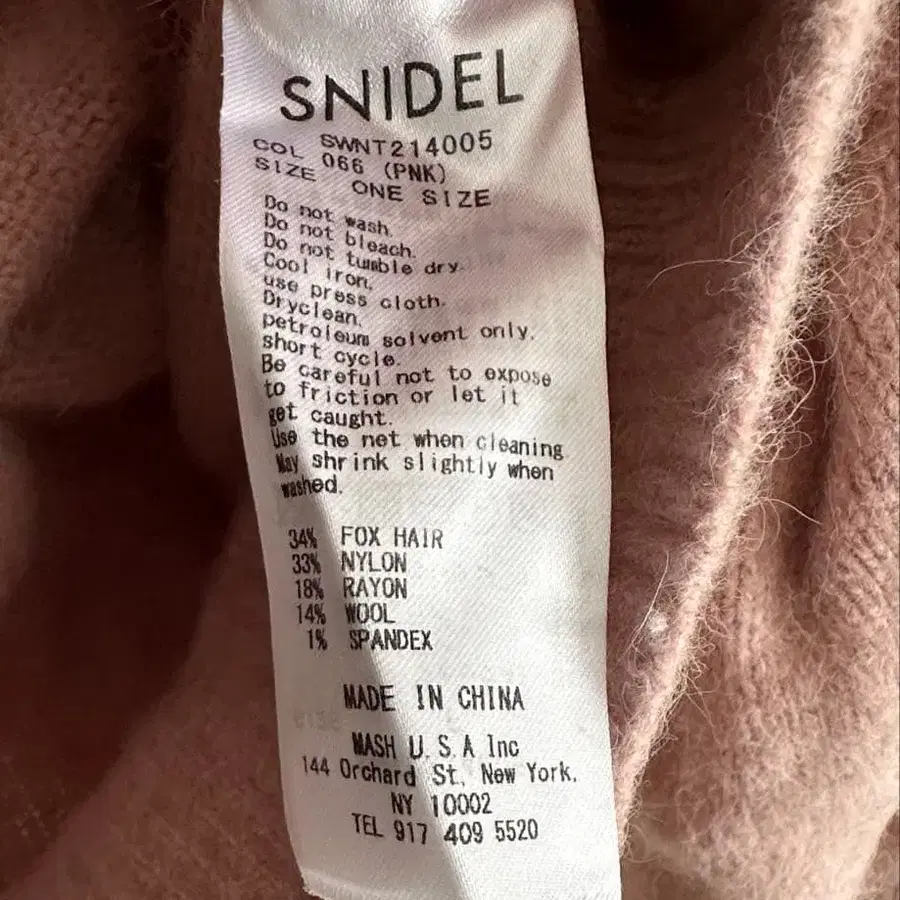 SNIDEL
SWNT214005
COL 066 (PNK)
SIZE ONE SIZE
Do not wash.
Do not bleach.
Do not tumble dry.
Cool iron.
use press cloth.
Dryclean.
petroleum solvent only.
short cycle.
Be careful not to expose
to friction or let it
get caught.
Use the net when cleaning
May shrink slightly when
washed.
34% FOX HAIR
33% NYLON
18% RAYON
14% WOOL
1% SPANDEX
MADE IN CHINA
MASH U.S.A Inc
144 Orchard St, New York,
NY 10002
TEL 917 409 5520